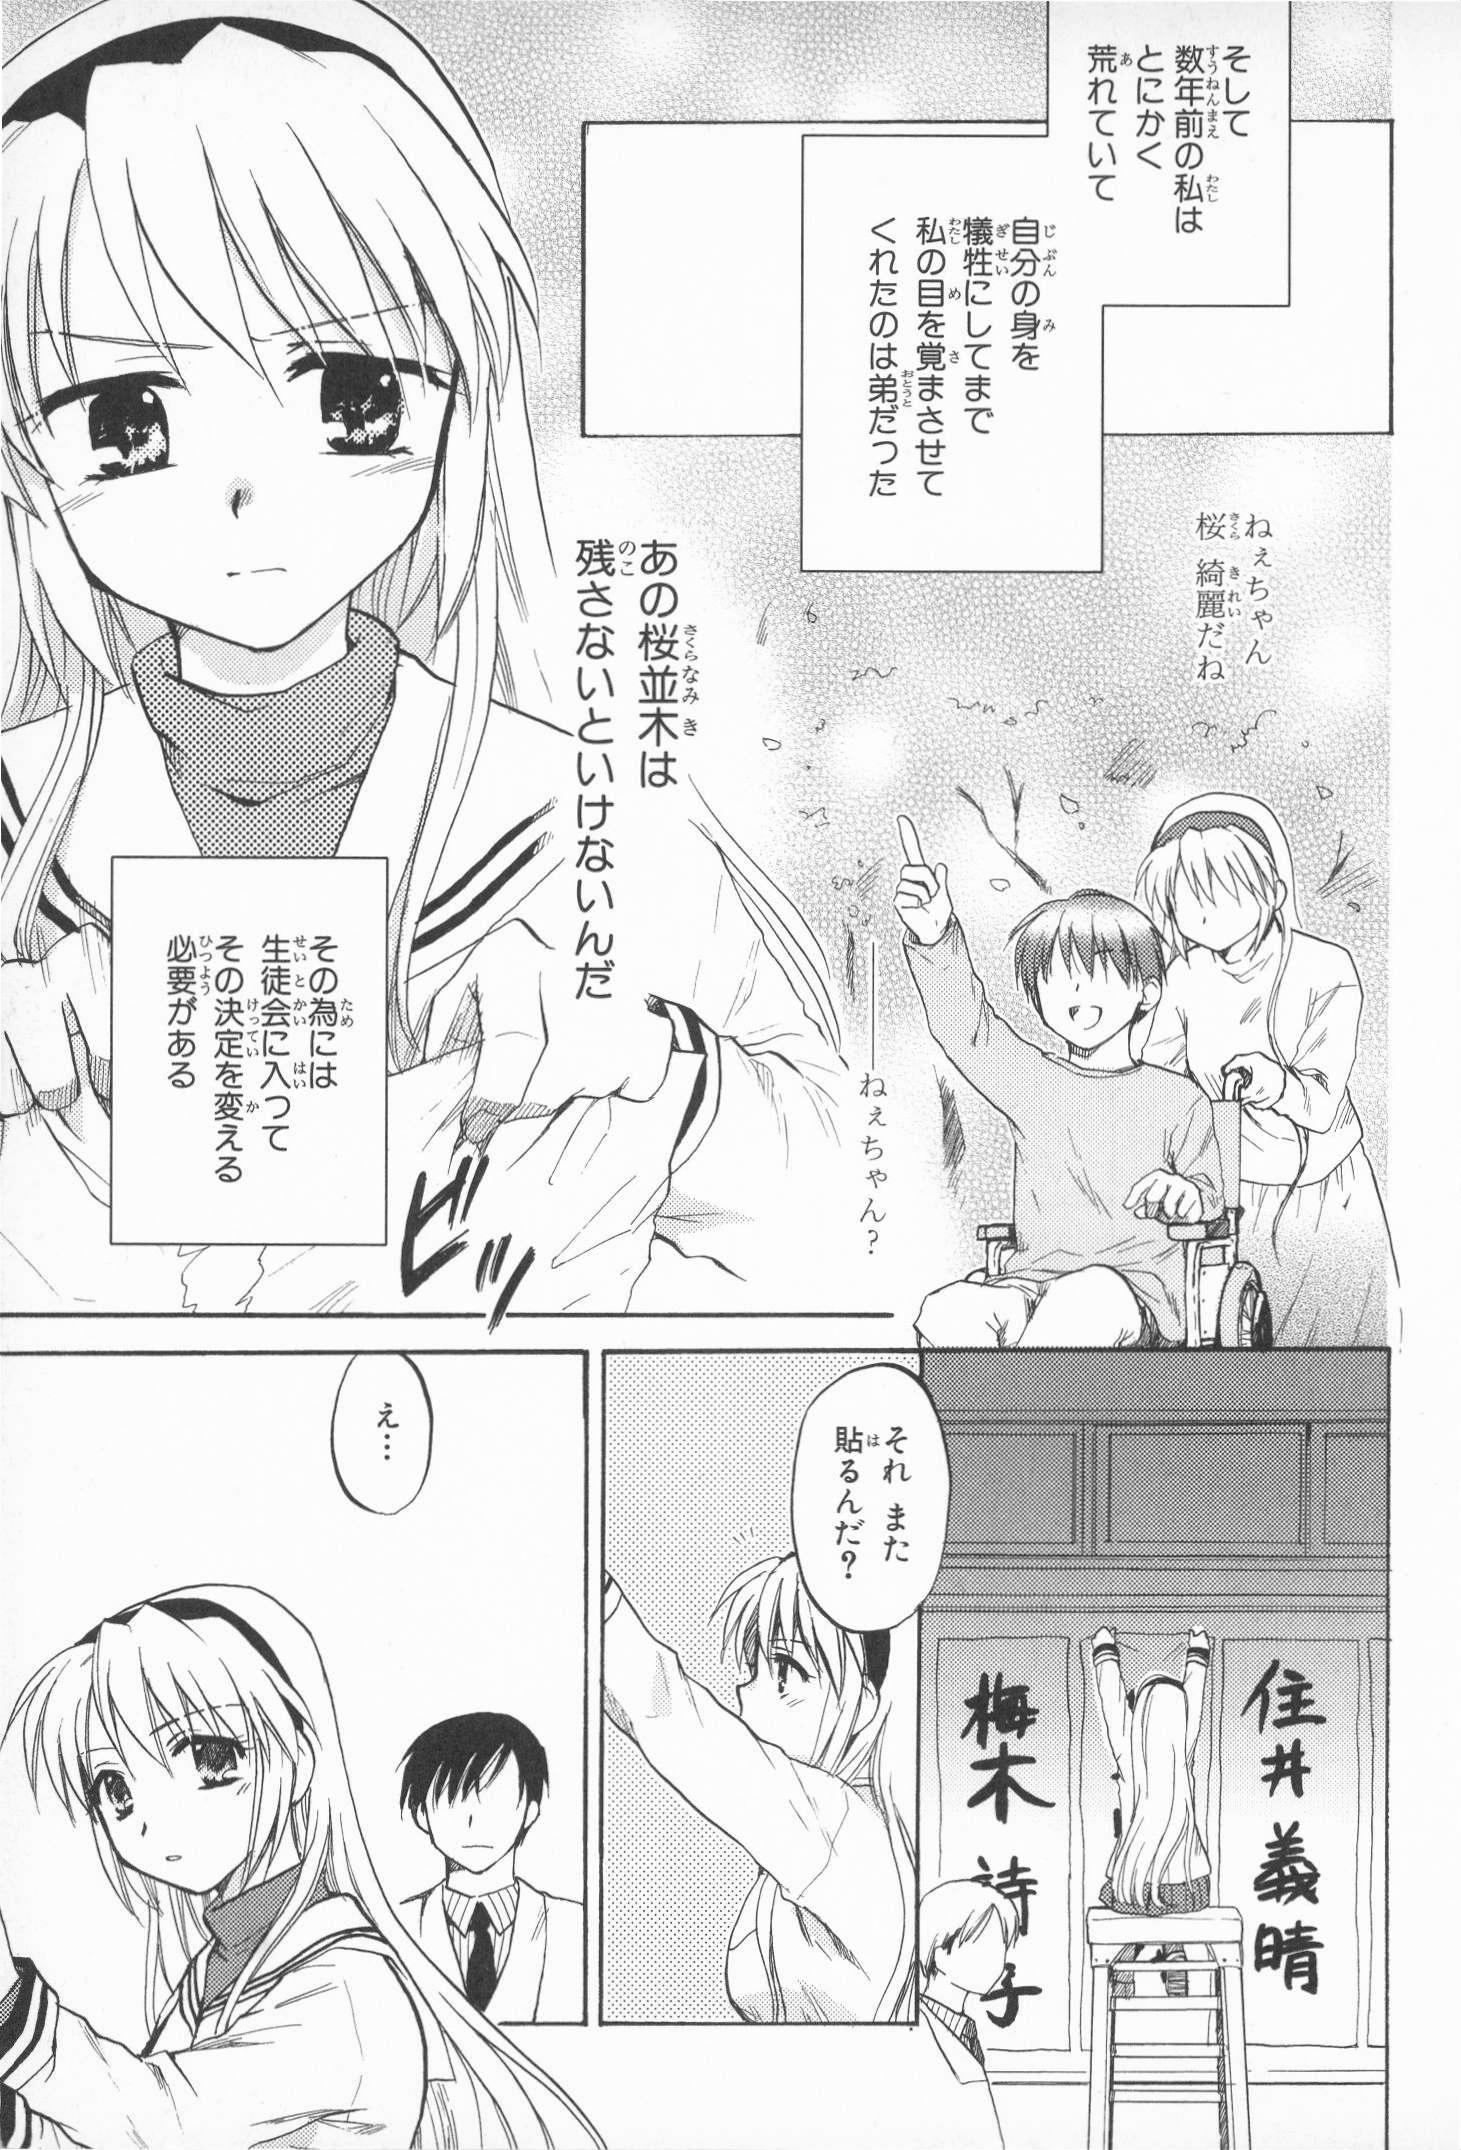 そして
数年前の私は
とにかく
荒れていて
自分の身を
犠牲にしてまで
私の目を覚まさせて
くれたのは弟だった
ねぇちゃん
桜 綺麗だね
あの桜並木は
残さないといけないんだ
ねぇちゃん?
その為には
生徒会に入って
その決定を変える
必要がある
ビッ
住井義晴
梅木詩子
それ また
貼るんだ?
え…